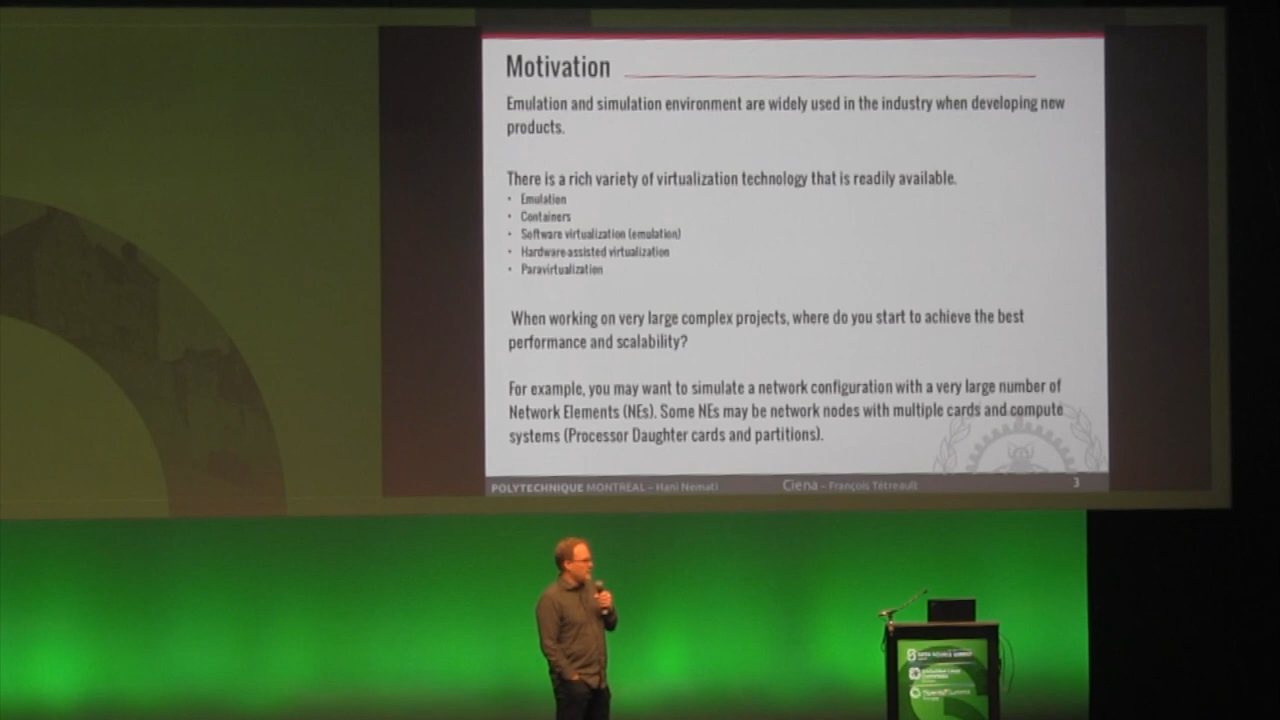 Motivation
Emulation and simulation environment are widely used in the industry when developing new
products.
There is a rich variety of virtualization technology that is readily available.
• Emulation
• Containers
• Software virtualization (emulation)
• Hardware-assisted virtualization
• Paravirtualization
When working on very large complex projects, where do you start to achieve the best
performance and scalability?
For example, you may want to simulate a network configuration with a very large number of
Network Elements (NEs). Some NEs may be network nodes with multiple cards and compute
systems (Processor Daughter cards and partitions).
POLYTECHNIQUE MONTREAL – Hani Nemati
Ciena – François Tetreault
3
OPEN SOURCE SUMMIT